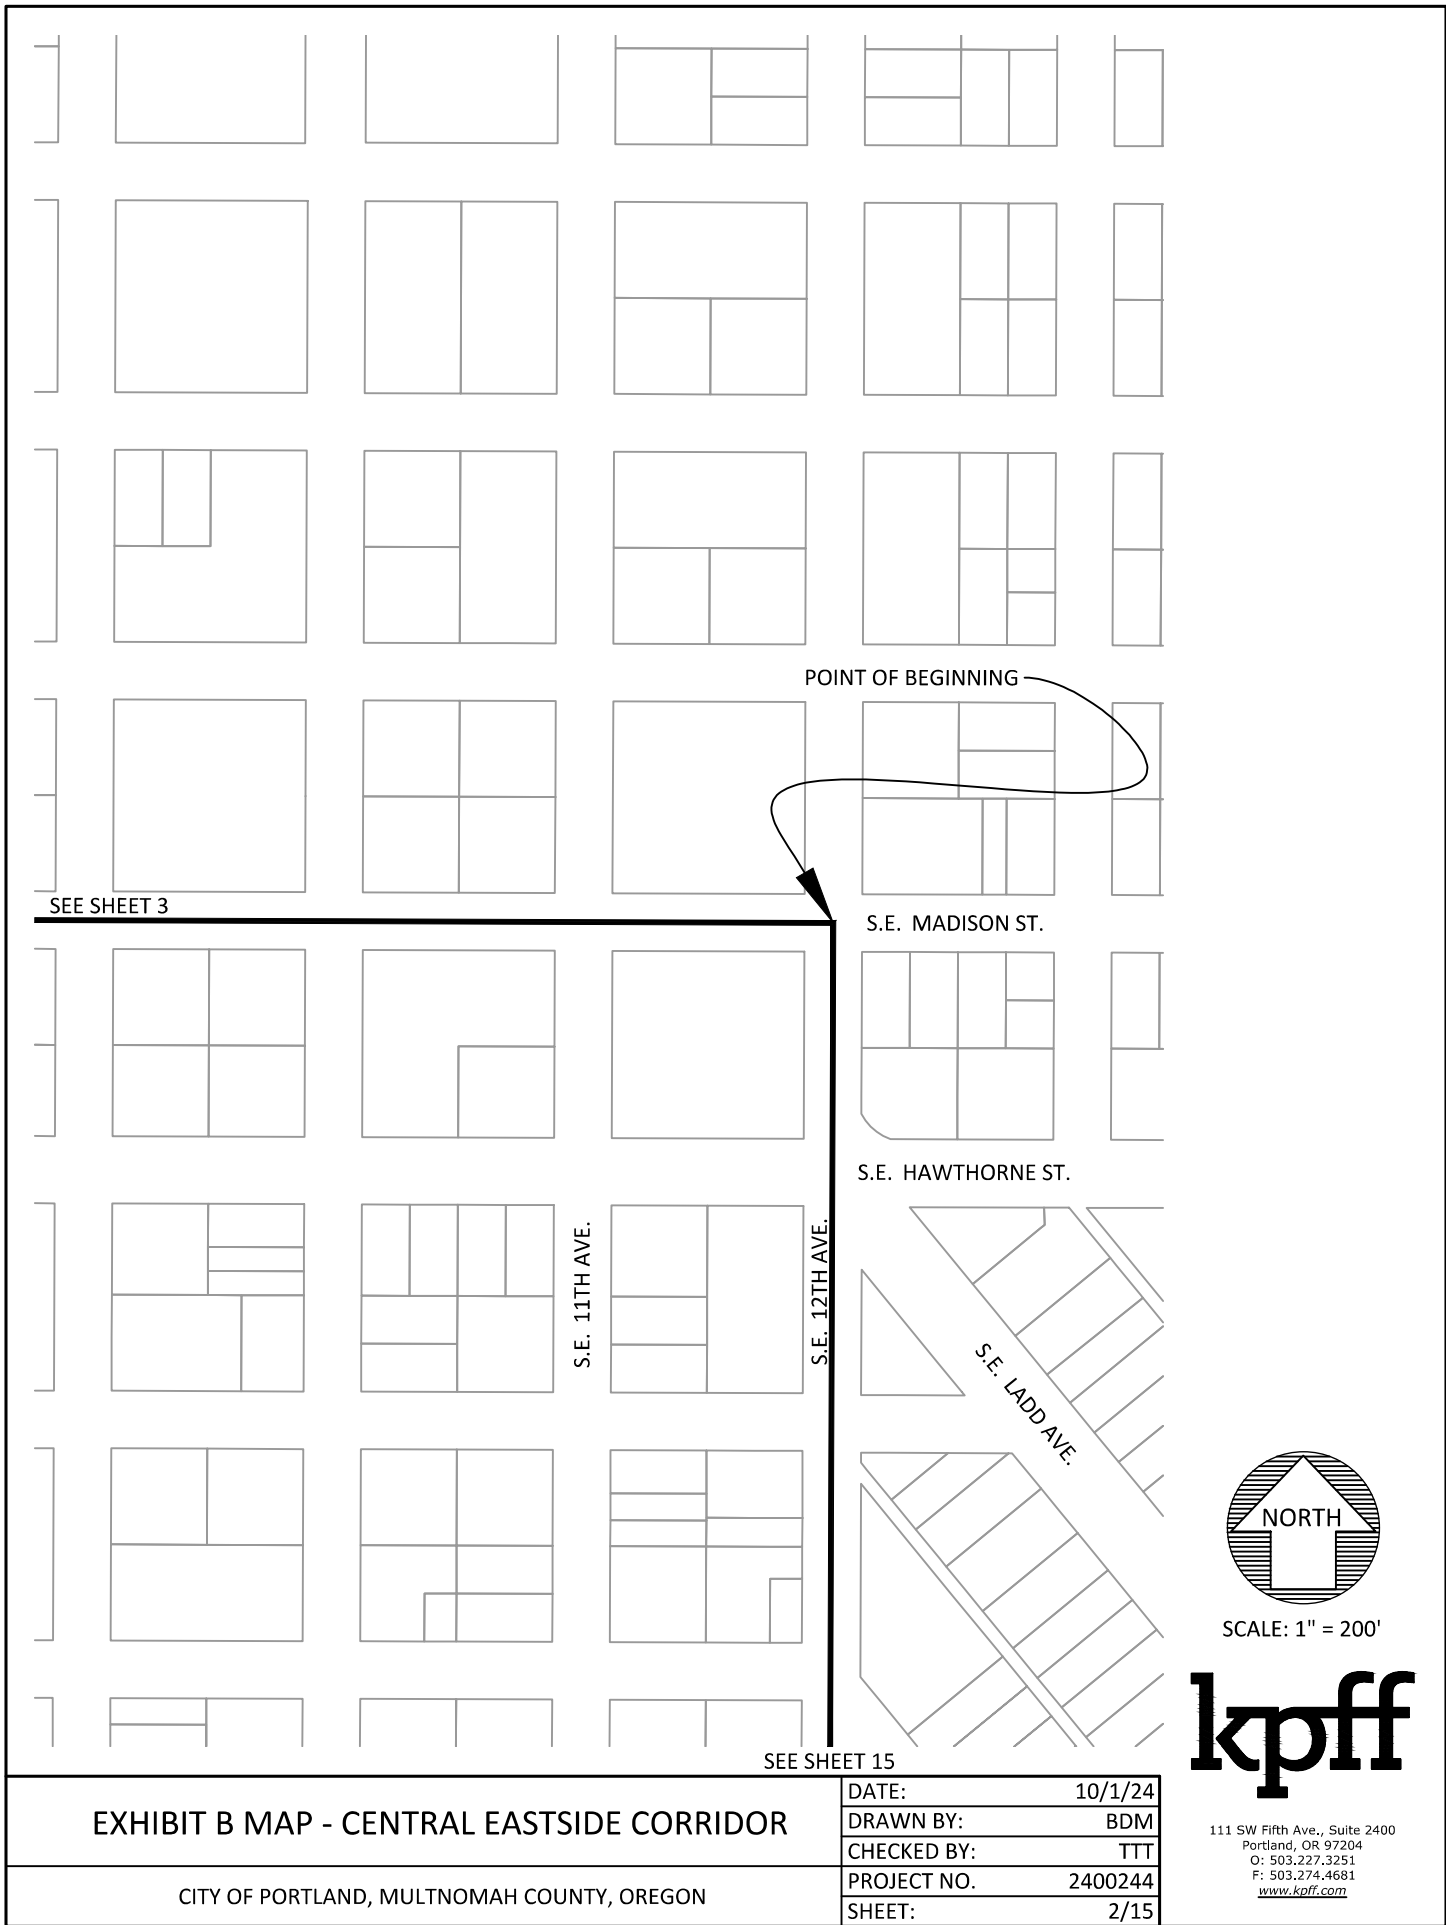 POINT OF BEGINNING
SEE SHEET 3
S.E. MADISON ST.
S.E. HAWTHORNE ST.
S.E. 11TH AVE.
S.E. 12TH AVE.
S.E. LADD AVE.
NORTH
SCALE: 1" = 200'
kpff
SEE SHEET 15
EXHIBIT B MAP - CENTRAL EASTSIDE CORRIDOR
CITY OF PORTLAND, MULTNOMAH COUNTY, OREGON
DATE: 10/1/24
DRAWN BY: BDM
CHECKED BY: TTT
PROJECT NO. 2400244
SHEET: 2/15
111 SW Fifth Ave., Suite 2400
Portland, OR 97204
O: 503.227.3251
F: 503.274.4681
www.kpff.com